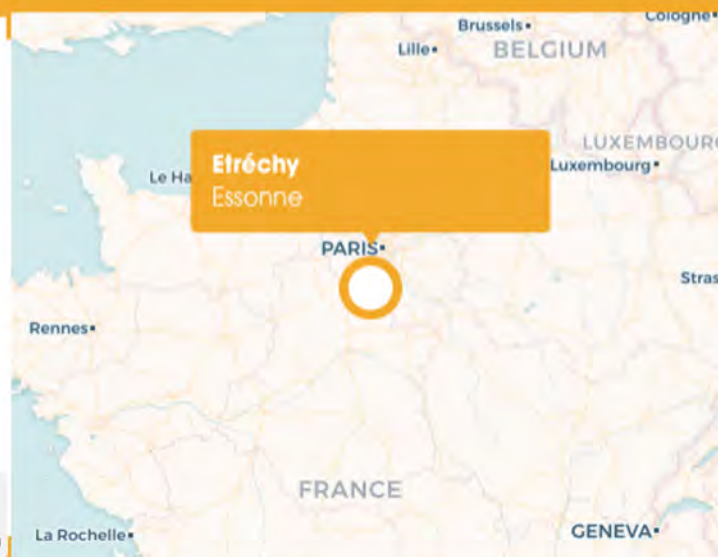 Brussels
Cologne
Lille
BELGIUM
LUXEMBOURG
Luxembourg
Etréchy
Essonne
Le Ha
PARIS
Stras
Rennes
FRANCE
La Rochelle
GENEVA